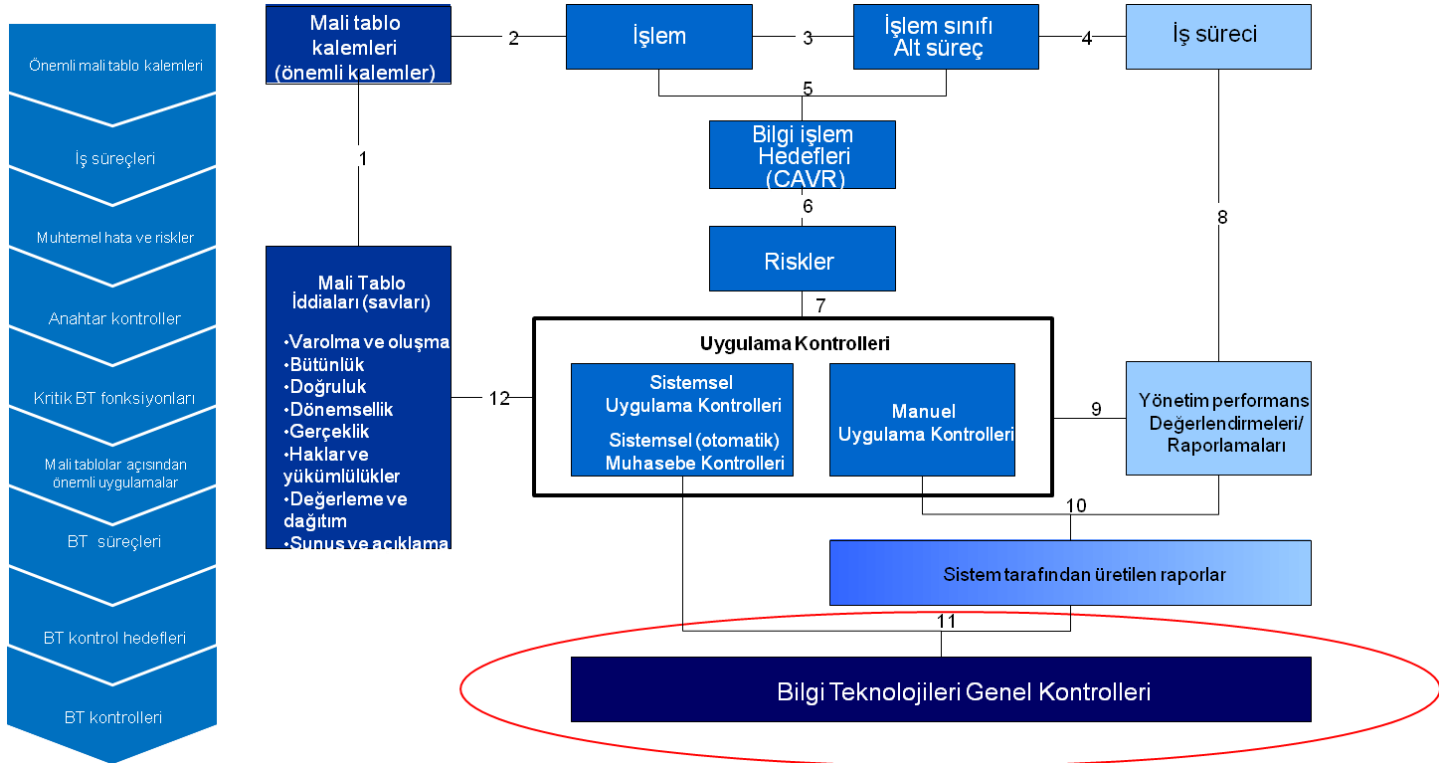 Önemli mali tablo kalemleri
İş süreçleri
Muhtemel hata ve riskler
Anahtar kontroller
Kritik BT fonksiyonları
Mali tablolar açısından
önemli uygulamalar
BT süreçleri
BT kontrol hedefleri
BT kontrolleri
Mali tablo
kalemleri
(önemli kalemler)
2
İşlem
3
İşlem sınıfı
Alt süreç
4
İş süreci
5
1
Bilgi işlem
Hedefleri
(CAVR)
6
8
Riskler
7
Mali Tablo
İddiaları (savları)
•Varolma ve oluşma
•Bütünlük
•Doğruluk
•Dönemsellik
•Gerçeklik
•Haklar ve
yükümlülükler
•Değerleme ve
dağıtım
•Sunuş ve açıklama
12
Uygulama Kontrolleri
Sistemsel
Uygulama Kontrolleri
Sistemsel (otomatik)
Muhasebe Kontrolleri
Manuel
Uygulama Kontrolleri
9
Yönetim performans
Değerlendirmeleri/
Raporlamaları
10
Sistem tarafından üretilen raporlar
11
Bilgi Teknolojileri Genel Kontrolleri